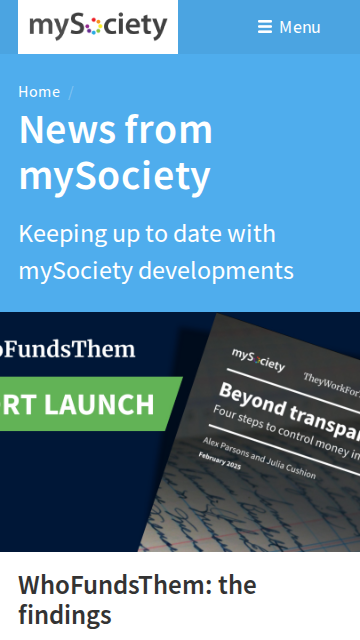 mySociety
Menu
Home /
News from
mySociety
Keeping up to date with
mySociety developments
oFundsThem
RT LAUNCH
mySociety
TheyWorkFor
Beyond transpa
Four steps to control money in
Alex Parsons and Julia Cushion
February 2025
WhoFundsThem: the
findings